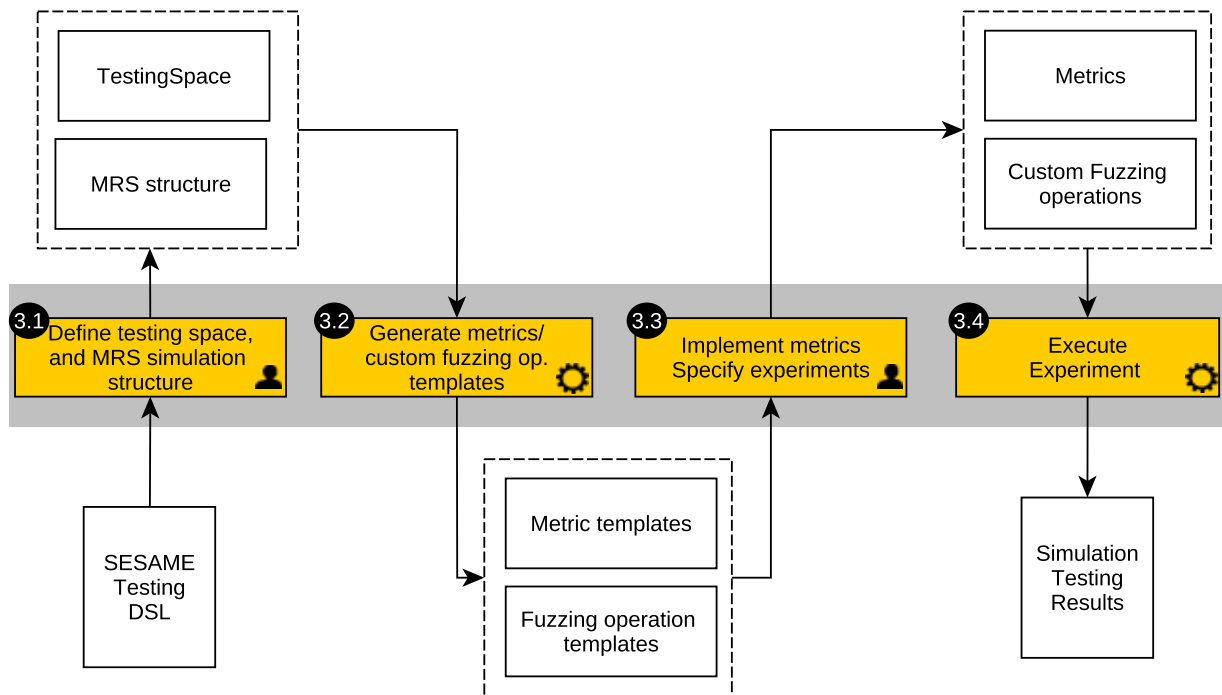 TestingSpace
MRS structure
Metrics
Custom Fuzzing
operations
3.1
Define testing space,
and MRS simulation
structure
3.2
Generate metrics/
custom fuzzing op.
templates
3.3
Implement metrics
Specify experiments
3.4
Execute
Experiment
SESAME
Testing
DSL
Metric templates
Fuzzing operation
templates
Simulation
Testing
Results